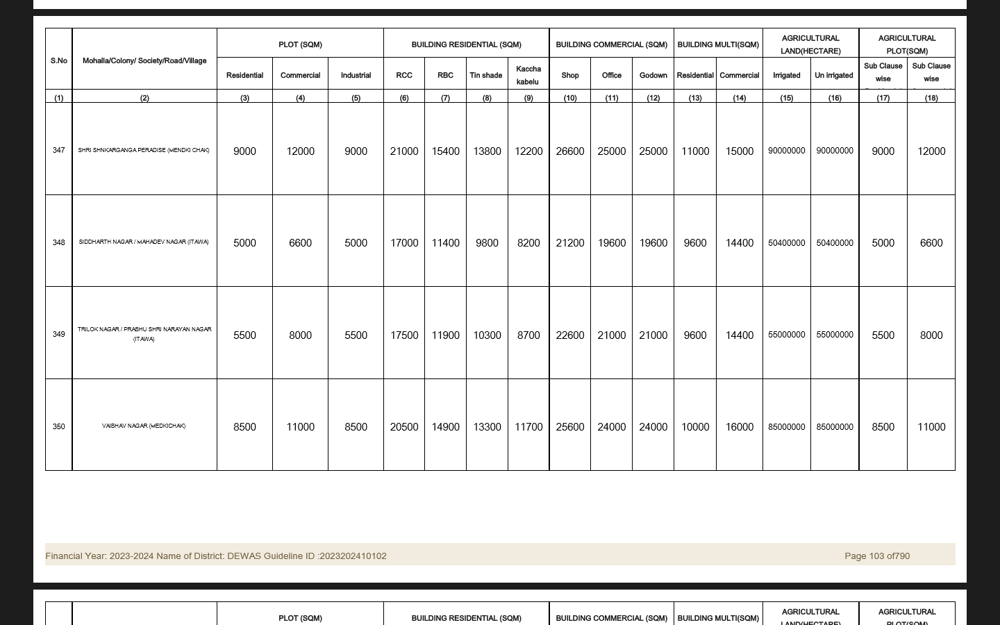 S.No Mohalla/Colony/ Society/Road/Village PLOT (SQM) BUILDING RESIDENTIAL (SQM) BUILDING COMMERCIAL (SQM) BUILDING MULTI(SQM) AGRICULTURAL LAND(HECTARE) AGRICULTURAL PLOT(SQM)
Residential Commercial Industrial RCC RBC Tin shade Kaccha kabelu Shop Office Godown Residential Commercial Irrigated Un irrigated Sub Clause wise Sub Clause wise
(1) (2) (3) (4) (5) (6) (7) (8) (9) (10) (11) (12) (13) (14) (15) (16) (17) (18)
347 SHRI SHNKARGANGA PERADISE (MENDKI CHAK) 9000 12000 9000 21000 15400 13800 12200 26600 25000 25000 11000 15000 90000000 90000000 9000 12000
348 SIDDHARTH NAGAR / MAHADEV NAGAR (ITAWA) 5000 6600 5000 17000 11400 9800 8200 21200 19600 19600 9600 14400 50400000 50400000 5000 6600
349 TRILOK NAGAR / PRABHU SHRI NARAYAN NAGAR (ITAWA) 5500 8000 5500 17500 11900 10300 8700 22600 21000 21000 9600 14400 55000000 55000000 5500 8000
350 VAIBHAV NAGAR (MEDKICHAK) 8500 11000 8500 20500 14900 13300 11700 25600 24000 24000 10000 16000 85000000 85000000 8500 11000
Financial Year: 2023-2024 Name of District: DEWAS Guideline ID :2023202410102 Page 103 of790
PLOT (SQM) BUILDING RESIDENTIAL (SQM) BUILDING COMMERCIAL (SQM) BUILDING MULTI(SQM) AGRICULTURAL LAND(HECTARE) AGRICULTURAL PLOT(SQM)